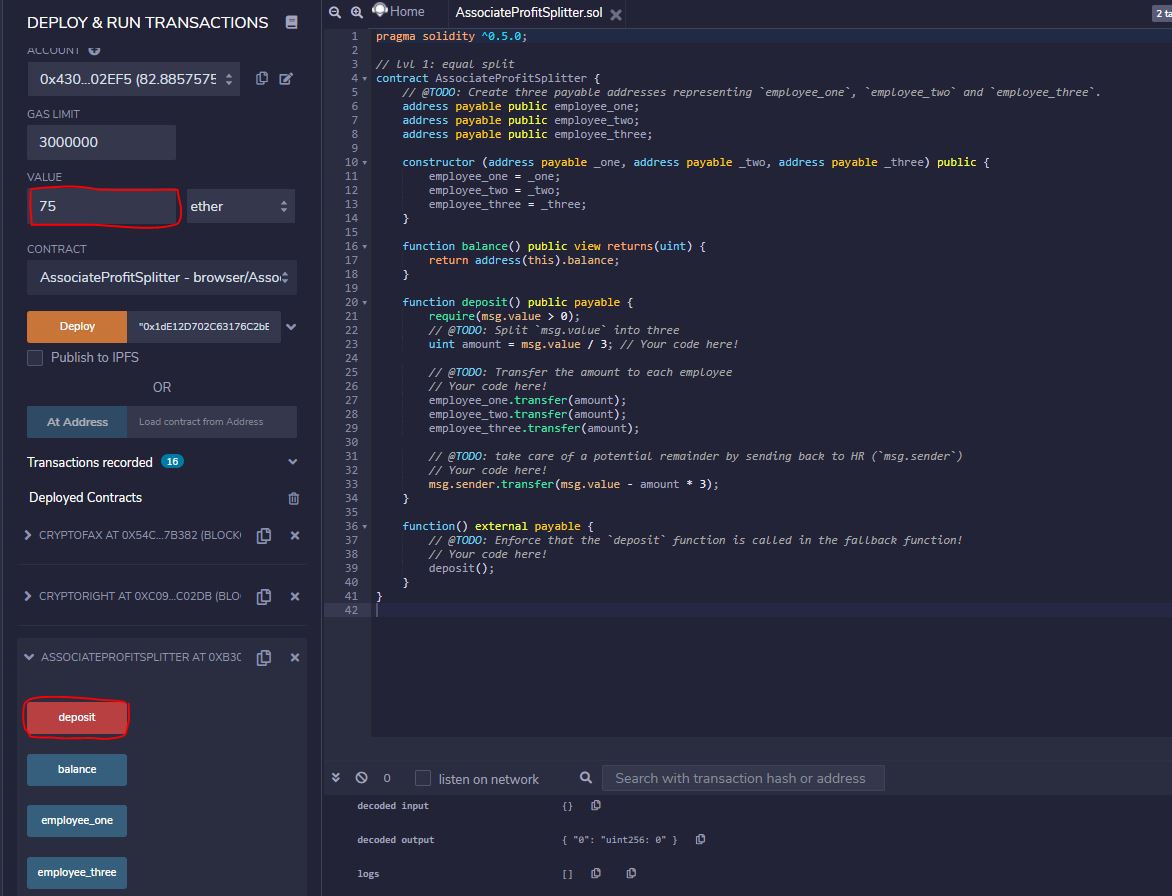 DEPLOY & RUN TRANSACTIONS
ACCOUNT
0x430...02EF5 (82.8857575
GAS LIMIT
3000000
VALUE
75
ether
CONTRACT
AssociateProfitSplitter - browser/Asso
Deploy
"0x1dE12D702C63176C2bE
Publish to IPFS
OR
At Address
Load contract from Address
Transactions recorded 16
Deployed Contracts
CRYPTOFAX AT 0X54C...7B382 (BLOCK
CRYPTORIGHT AT 0XC09...C02DB (BLO
ASSOCIATEPROFITSPLITTER AT 0XB3C
deposit
balance
employee_one
employee_three
Home
AssociateProfitSplitter.sol
2 ta
1 pragma solidity ^0.5.0;
2
3 // lvl 1: equal split
4 contract AssociateProfitSplitter {
5 // @TODO: Create three payable addresses representing `employee_one`, `employee_two` and `employee_three`.
6 address payable public employee_one;
7 address payable public employee_two;
8 address payable public employee_three;
9
10 constructor (address payable _one, address payable _two, address payable _three) public {
11 employee_one = _one;
12 employee_two = _two;
13 employee_three = _three;
14 }
15
16 function balance() public view returns(uint) {
17 return address(this).balance;
18 }
19
20 function deposit() public payable {
21 require(msg.value > 0);
22 // @TODO: Split `msg.value` into three
23 uint amount = msg.value / 3; // Your code here!
24
25 // @TODO: Transfer the amount to each employee
26 // Your code here!
27 employee_one.transfer(amount);
28 employee_two.transfer(amount);
29 employee_three.transfer(amount);
30
31 // @TODO: take care of a potential remainder by sending back to HR (`msg.sender`)
32 // Your code here!
33 msg.sender.transfer(msg.value - amount * 3);
34 }
35
36 function() external payable {
37 // @TODO: Enforce that the `deposit` function is called in the fallback function!
38 // Your code here!
39 deposit();
40 }
41 }
42
0
listen on network
Search with transaction hash or address
decoded input {}
decoded output { "0": "uint256: 0" }
logs []